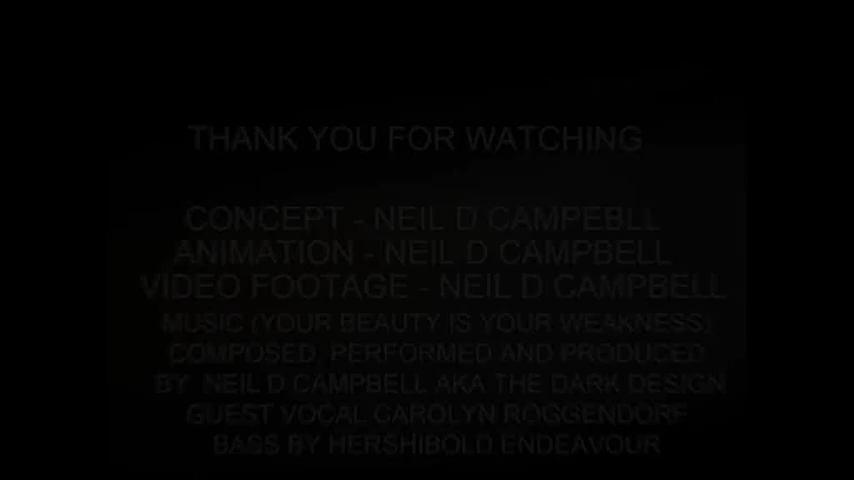 THANK YOU FOR WATCHING
CONCEPT - NEIL D CAMPEBLL
ANIMATION - NEIL D CAMPBELL
VIDEO FOOTAGE - NEIL D CAMPBELL
MUSIC (YOUR BEAUTY IS YOUR WEAKNESS)
COMPOSED, PERFORMED AND PRODUCED
BY NEIL D CAMPBELL AKA THE DARK DESIGN
GUEST VOCAL CAROLYN ROGGENDORF
BASS BY HERSHIBOLD ENDEAVOUR